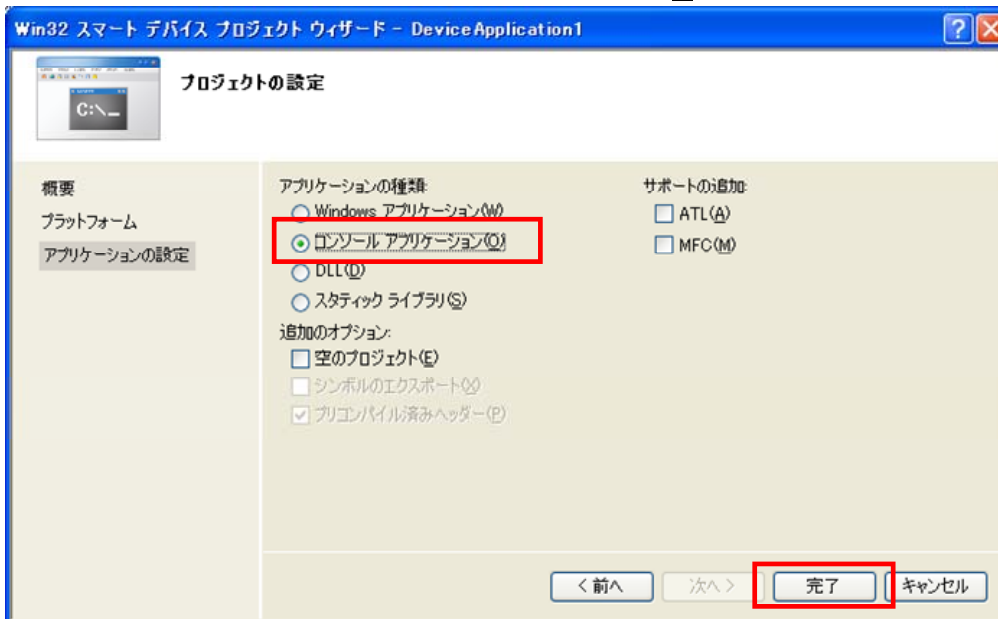 Win32 スマート デバイス プロジェクト ウィザード - DeviceApplication1
プロジェクトの設定
C:\_
概要
プラットフォーム
アプリケーションの設定
アプリケーションの種類:
Windows アプリケーション(W)
コンソール アプリケーション(O)
DLL(D)
スタティック ライブラリ(S)
追加のオプション:
空のプロジェクト(E)
シンボルのエクスポート(X)
プリコンパイル済みヘッダー(P)
サポートの追加:
ATL(A)
MFC(M)
< 前へ
次へ >
完了
キャンセル